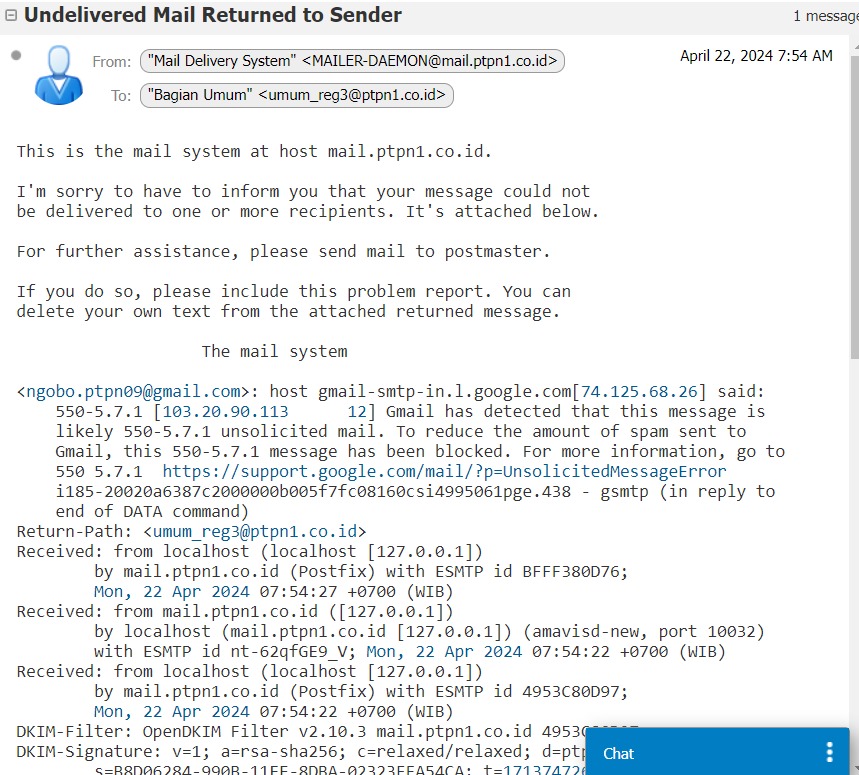 Undelivered Mail Returned to Sender
1 message
From: "Mail Delivery System" <MAILER-DAEMON@mail.ptpn1.co.id>
April 22, 2024 7:54 AM
To: "Bagian Umum" <umum_reg3@ptpn1.co.id>
This is the mail system at host mail.ptpn1.co.id.
I'm sorry to have to inform you that your message could not
be delivered to one or more recipients. It's attached below.
For further assistance, please send mail to postmaster.
If you do so, please include this problem report. You can
delete your own text from the attached returned message.
The mail system
<ngobo.ptpn09@gmail.com>: host gmail-smtp-in.l.google.com[74.125.68.26] said:
550-5.7.1 [103.20.90.113      12] Gmail has detected that this message is
likely 550-5.7.1 unsolicited mail. To reduce the amount of spam sent to
Gmail, this 550-5.7.1 message has been blocked. For more information, go to
550 5.7.1  https://support.google.com/mail/?p=UnsolicitedMessageError
i185-20020a6387c2000000b005f7fc08160csi4995061pge.438 - gsmtp (in reply to
end of DATA command)
Return-Path: <umum_reg3@ptpn1.co.id>
Received: from localhost (localhost [127.0.0.1])
by mail.ptpn1.co.id (Postfix) with ESMTP id BFFF380D76;
Mon, 22 Apr 2024 07:54:27 +0700 (WIB)
Received: from mail.ptpn1.co.id ([127.0.0.1])
by localhost (mail.ptpn1.co.id [127.0.0.1]) (amavisd-new, port 10032)
with ESMTP id nt-62qfGE9_V; Mon, 22 Apr 2024 07:54:22 +0700 (WIB)
Received: from localhost (localhost [127.0.0.1])
by mail.ptpn1.co.id (Postfix) with ESMTP id 4953C80D97;
Mon, 22 Apr 2024 07:54:22 +0700 (WIB)
DKIM-Filter: OpenDKIM Filter v2.10.3 mail.ptpn1.co.id
DKIM-Signature: v=1; a=rsa-sha256; c=relaxed/relaxed;
Chat